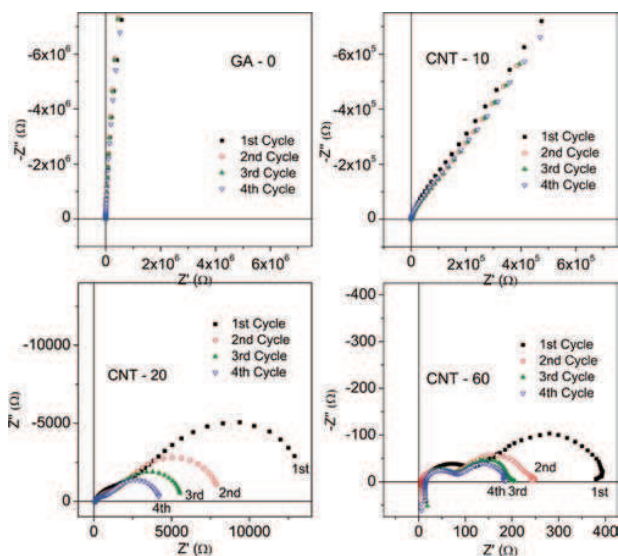 -6x10⁶
-4x10⁶
-2x10⁶
0
-Z'' (Ω)
GA - 0
1st Cycle
2nd Cycle
3rd Cycle
4th Cycle
0
2x10⁶
4x10⁶
6x10⁶
Z' (Ω)
-6x10⁵
-4x10⁵
-2x10⁵
0
-Z'' (Ω)
CNT - 10
1st Cycle
2nd Cycle
3rd Cycle
4th Cycle
0
2x10⁵
4x10⁵
6x10⁵
Z' (Ω)
-10000
-5000
0
-Z'' (Ω)
CNT - 20
1st Cycle
2nd Cycle
3rd Cycle
4th Cycle
1st
2nd
3rd
4th
0
5000
10000
Z' (Ω)
-400
-300
-200
-100
0
-Z'' (Ω)
1st Cycle
2nd Cycle
3rd Cycle
4th Cycle
CNT - 60
2nd
4th 3rd
1st
0
100
200
300
400
Z' (Ω)